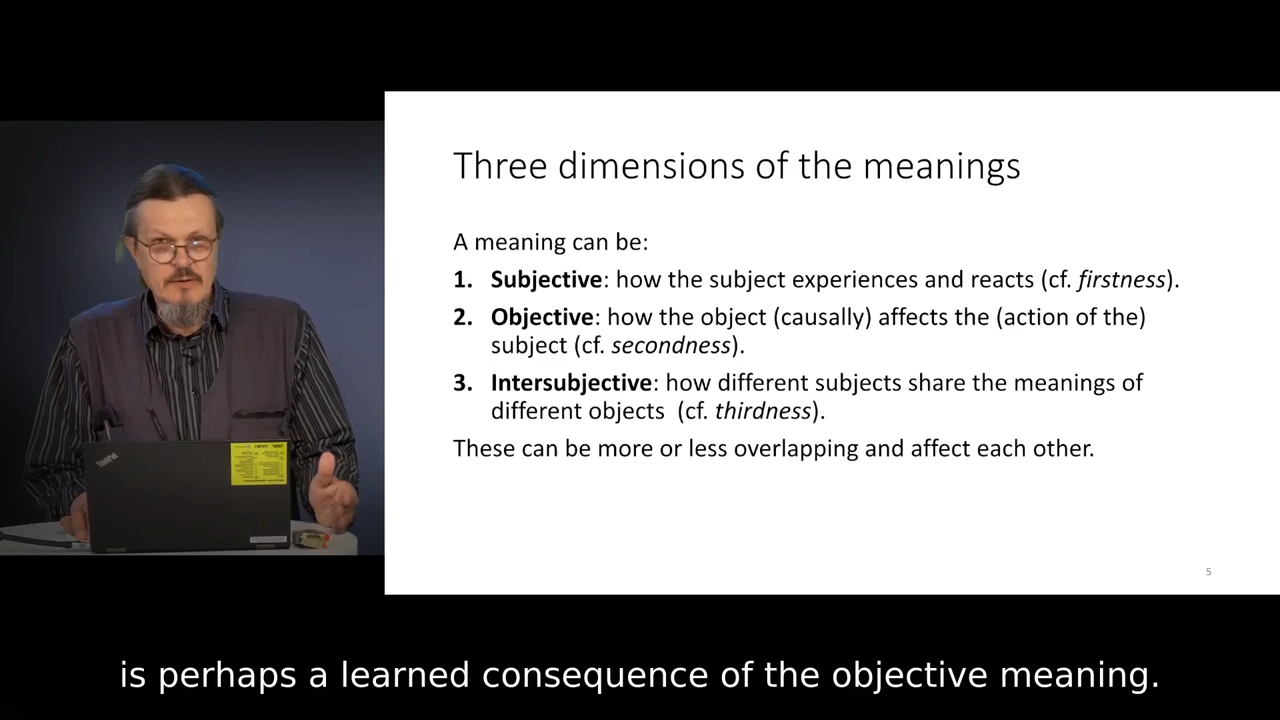 Three dimensions of the meanings
A meaning can be:
1. Subjective: how the subject experiences and reacts (cf. firstness).
2. Objective: how the object (causally) affects the (action of the)
subject (cf. secondness).
3. Intersubjective: how different subjects share the meanings of
different objects (cf. thirdness).
These can be more or less overlapping and affect each other.
5
ThinkPad
is perhaps a learned consequence of the objective meaning.